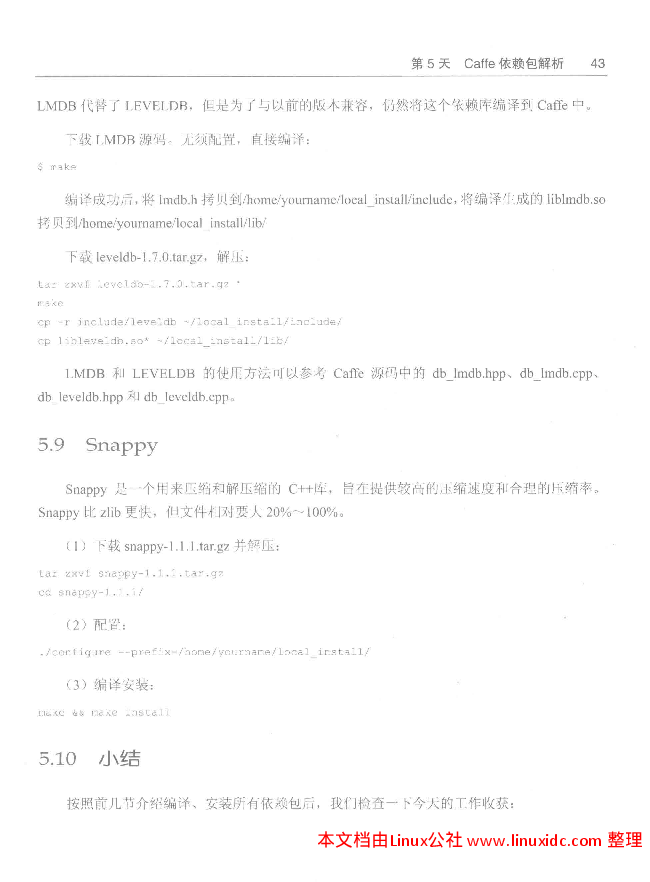 第 5 天 Caffe 依赖包解析 43
LMDB 代替了 LEVELDB，但是为了与以前的版本兼容，仍然将这个依赖库编译到 Caffe 中。
下载 LMDB 源码。无须配置，直接编译：
$ make
编译成功后，将 lmdb.h 拷贝到/home/yourname/local_install/include，将编译生成的 liblmdb.so
拷贝到/home/yourname/local_install/lib/
下载 leveldb-1.7.0.tar.gz，解压：
tar zxvf leveldb-1.7.0.tar.gz *
make
cp -r include/leveldb ~/local_install/include/
cp libleveldb.so* ~/local_install/lib/
LMDB 和 LEVELDB 的使用方法可以参考 Caffe 源码中的 db_lmdb.hpp、db_lmdb.cpp、
db_leveldb.hpp 和 db_leveldb.cpp。
5.9 Snappy
Snappy 是一个用来压缩和解压缩的 C++库，旨在提供较高的压缩速度和合理的压缩率。
Snappy 比 zlib 更快，但文件相对要大 20%～100%。
（1）下载 snappy-1.1.1.tar.gz 并解压：
tar zxvf snappy-1.1.1.tar.gz
cd snappy-1.1.1/
（2）配置：
./configure --prefix=/home/yourname/local_install/
（3）编译安装：
make && make install
5.10 小结
按照前几节介绍编译、安装所有依赖包后，我们检查一下今天的工作收获：
本文档由Linux公社 www.linuxidc.com 整理